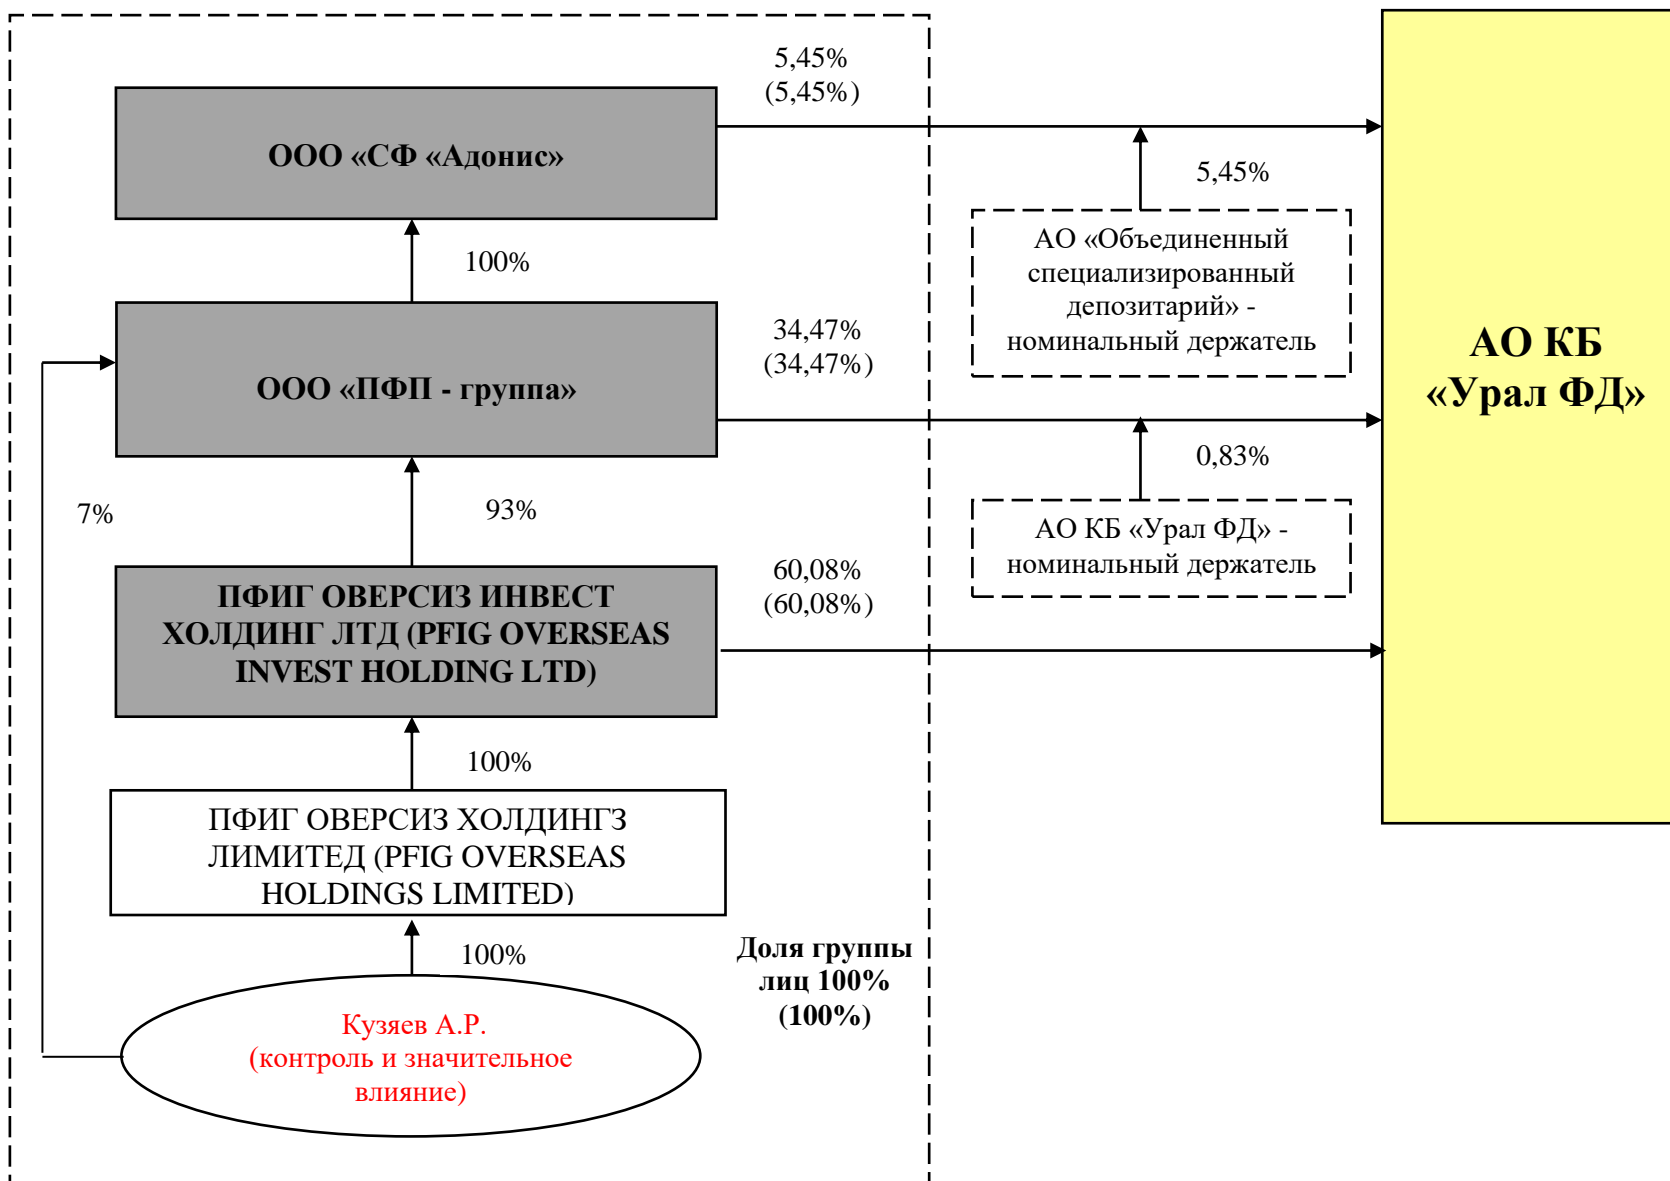 5,45%
(5,45%)
ООО «СФ «Адонис»
5,45%
АО «Объединенный
специализированный
депозитарий» -
номинальный держатель
100%
34,47%
(34,47%)
ООО «ПФП - группа»
АО КБ
«Урал ФД»
0,83%
7%
93%
АО КБ «Урал ФД» -
номинальный держатель
60,08%
(60,08%)
ПФИГ ОВЕРСИЗ ИНВЕСТ
ХОЛДИНГ ЛТД (PFIG OVERSEAS
INVEST HOLDING LTD)
100%
ПФИГ ОВЕРСИЗ ХОЛДИНГЗ
ЛИМИТЕД (PFIG OVERSEAS
HOLDINGS LIMITED)
100%
Доля группы
лиц 100%
(100%)
Кузяев А.Р.
(контроль и значительное
влияние)